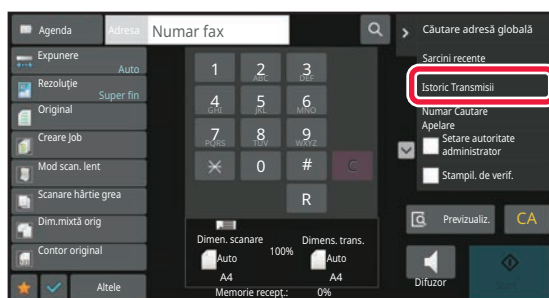 Agenda
Adresa
Numar fax
Căutare adresă globală
Expunere
Auto
Rezoluție
Super fin
Original
Creare Job
Mod scan. lent
Scanare hârtie grea
Dim.mixtă orig
Contor original
Altele
1
2
ABC
3
DEF
4
GHI
5
JKL
6
MNO
7
PQRS
8
TUV
9
WXYZ
0
#
C
R
Dimen. scanare
100%
Dimens. trans.
Auto
A4
Auto
A4
Memorie recept.:
0%
Sarcini recente
Istoric Transmisii
Numar Cautare
Apelare
Setare autoritate
administrator
Stampil. de verif.
Previzualiz.
CA
Difuzor
Start